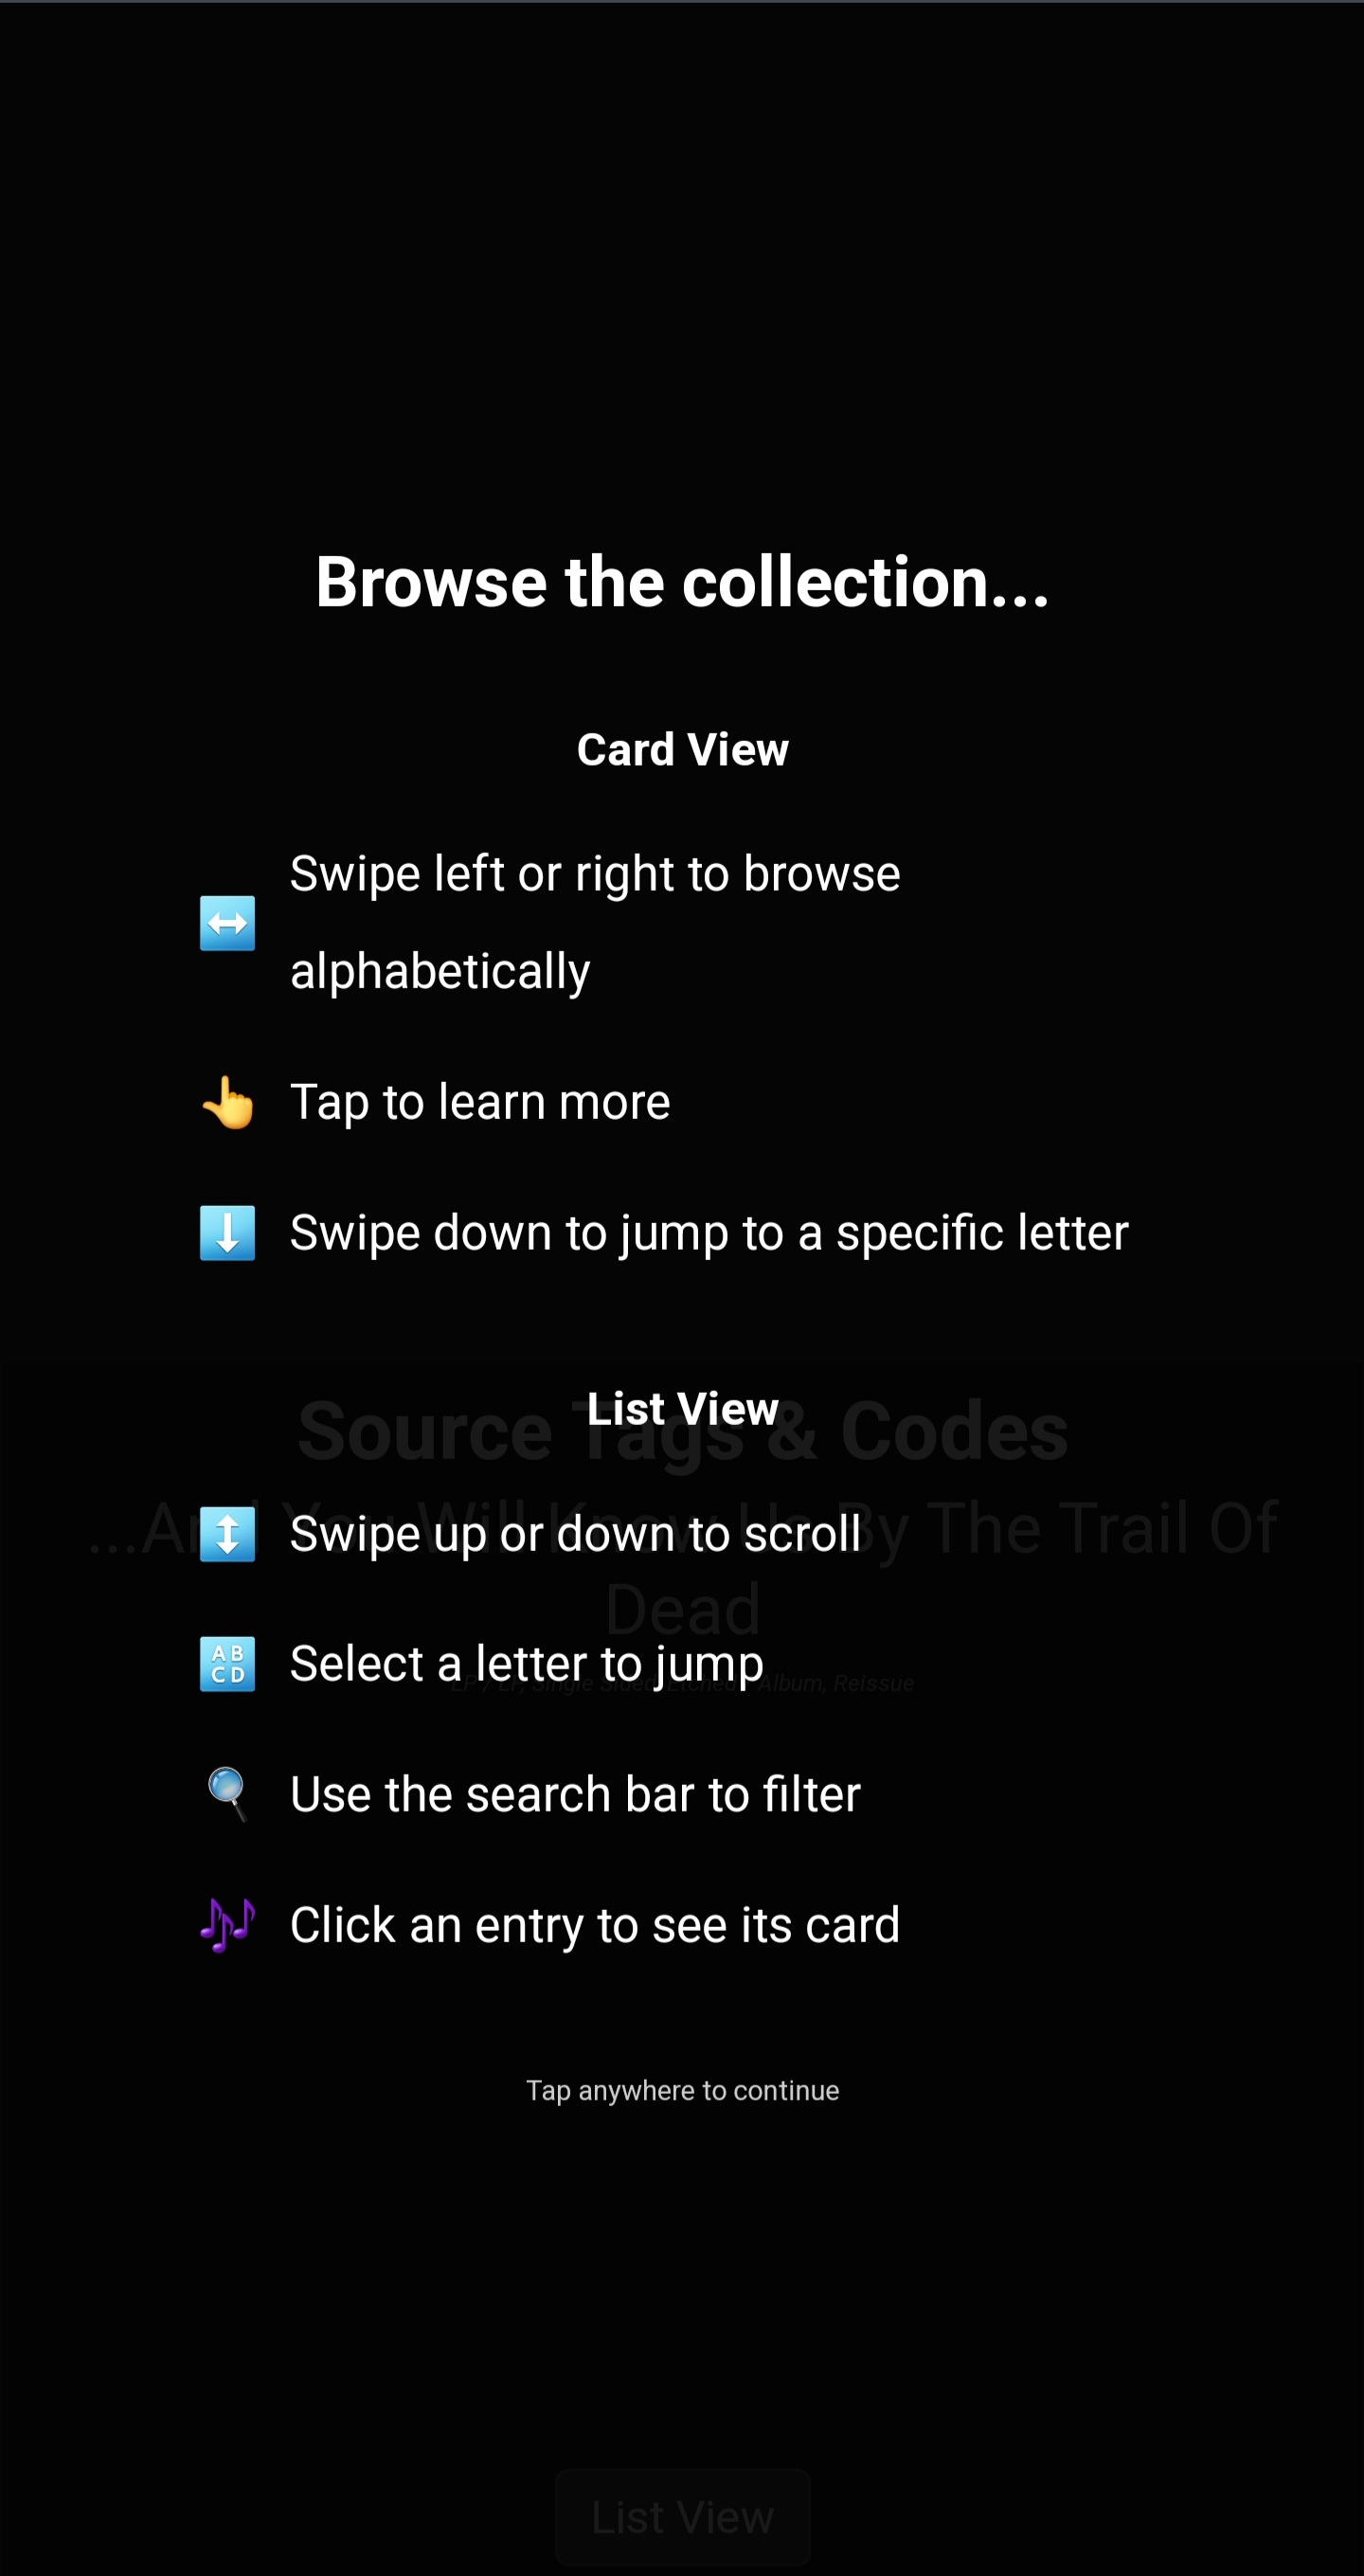 Browse the collection...
Card View
Swipe left or right to browse
alphabetically
Tap to learn more
Swipe down to jump to a specific letter
List View
Source Tags & Codes
Swipe up or down to scroll
...And You Will Know Us By The Trail Of
Dead
Select a letter to jump
LP / LP, Single Sided, Etched / Album, Reissue
Use the search bar to filter
Click an entry to see its card
Tap anywhere to continue
List View